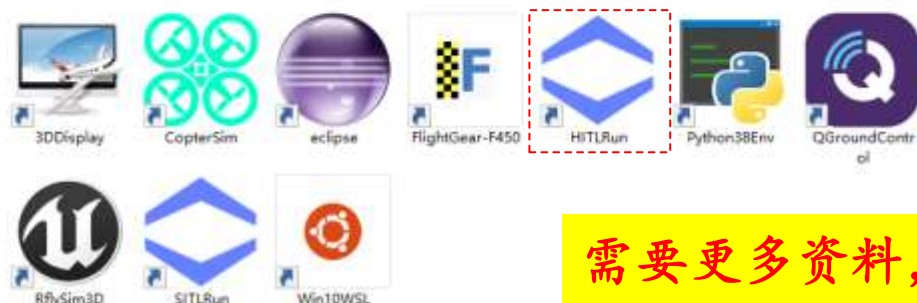 3DDisplay
CopterSim
eclipse
FlightGear-F450
HITLRun
Python38Env
QGroundContr
ol
RflySim3D
SITLRun
Win10WSL
需要更多资料，